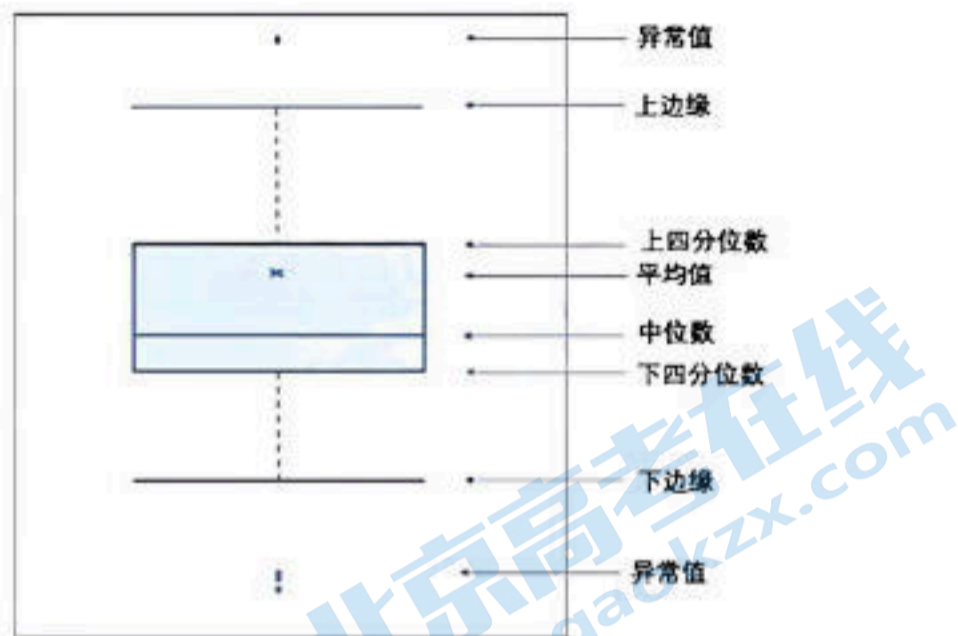 异常值
上边缘
上四分位数
平均值
中位数
下四分位数
下边缘
异常值
北京高考在线
gaokzx.com